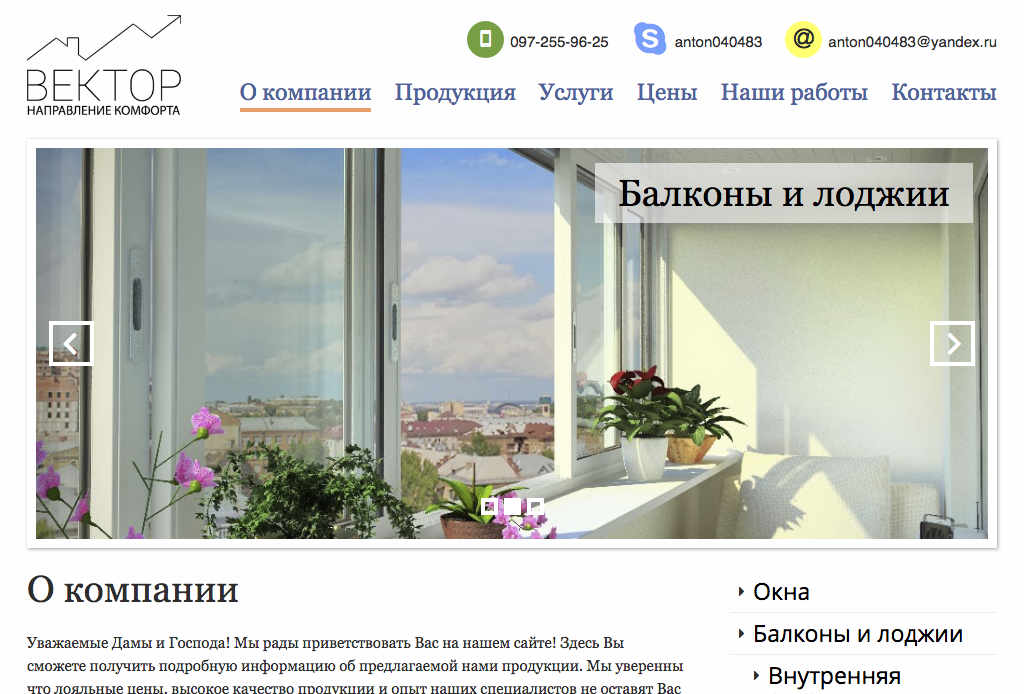 ВЕКТОР
НАПРАВЛЕНИЕ КОМФОРТА
097-255-96-25
S anton040483
@ anton040483@yandex.ru
О компании Продукция Услуги Цены Наши работы Контакты
Балконы и лоджии
О компании
Уважаемые Дамы и Господа! Мы рады приветствовать Вас на нашем сайте! Здесь Вы
сможете получить подробную информацию об предлагаемой нами продукции. Мы уверенны
что лояльные цены, высокое качество продукции и опыт наших специалистов не оставят Вас
Окна
Балконы и лоджии
Внутренняя